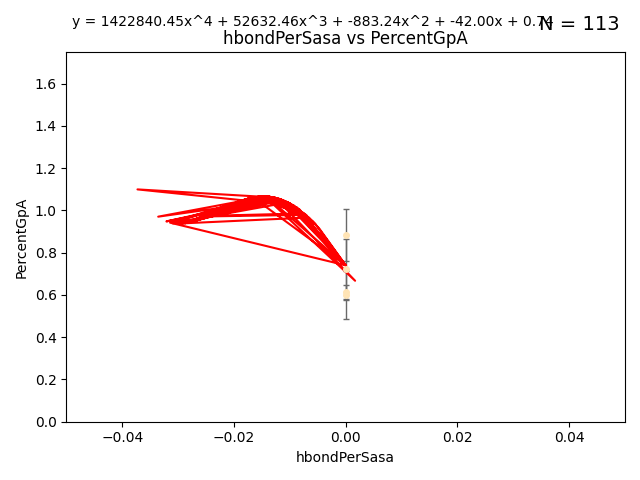 y = 1422840.45x^4 + 52632.46x^3 + -883.24x^2 + -42.00x + 0.74
N = 113
hbondPerSasa vs PercentGpA
1.6
1.4
1.2
1.0
0.8
0.6
0.4
0.2
0.0
PercentGpA
−0.04 −0.02 0.00 0.02 0.04
hbondPerSasa